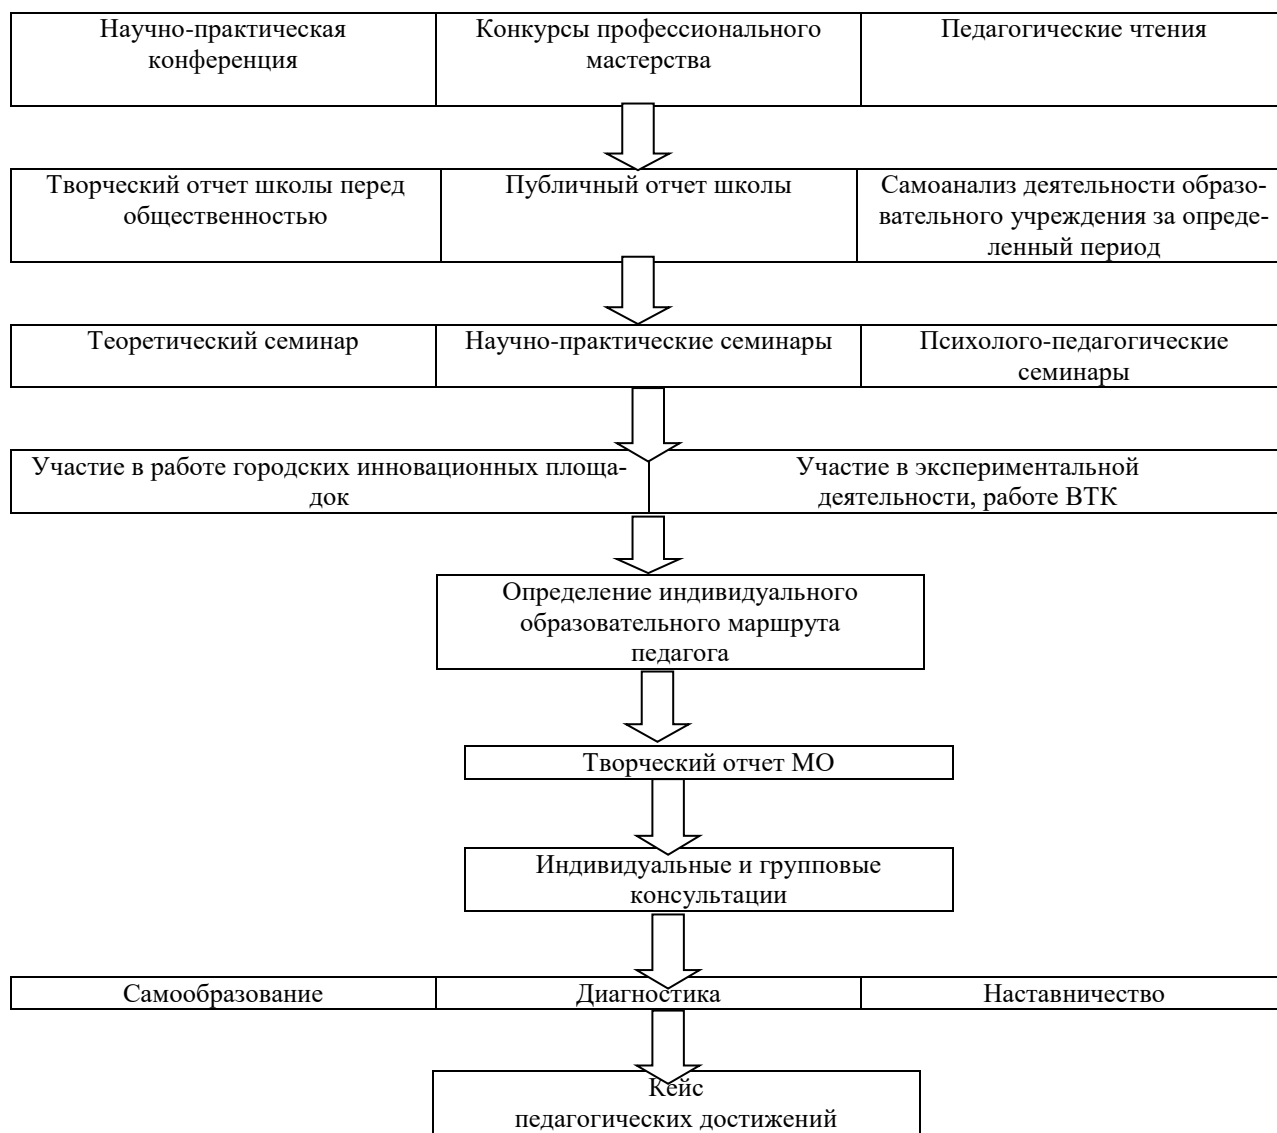 Научно-практическая
конференция
Конкурсы профессионального
мастерства
Педагогические чтения
Творческий отчет школы перед
общественностью
Публичный отчет школы
Самоанализ деятельности образо-
вательного учреждения за опреде-
ленный период
Теоретический семинар
Научно-практические семинары
Психолого-педагогические
семинары
Участие в работе городских инновационных площа-
док
Участие в экспериментальной
деятельности, работе ВТК
Определение индивидуального
образовательного маршрута
педагога
Творческий отчет МО
Индивидуальные и групповые
консультации
Самообразование
Диагностика
Наставничество
Кейс
педагогических достижений